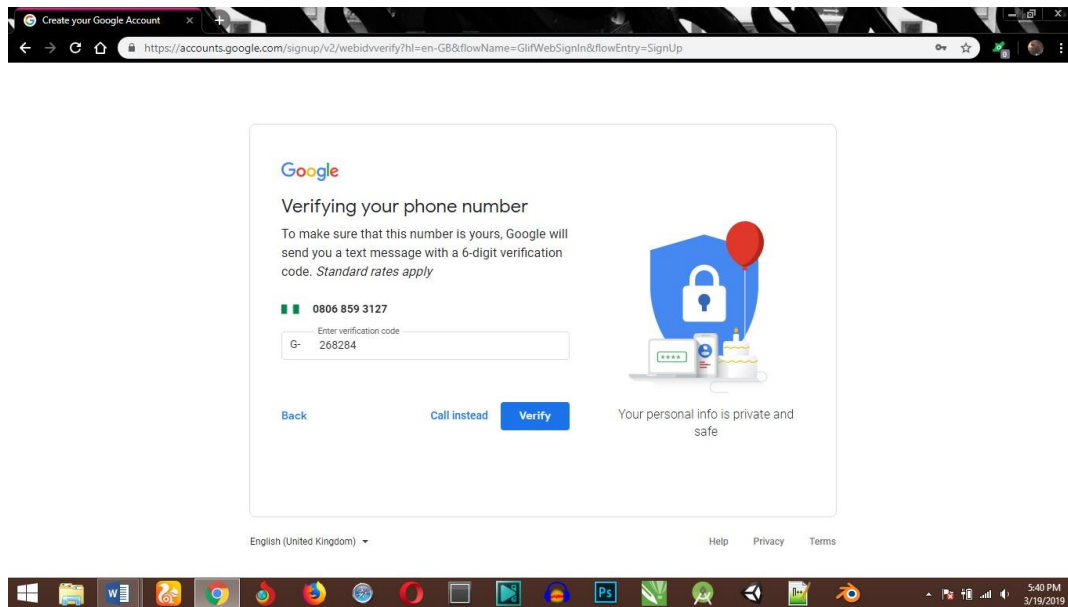 Create your Google Account
https://accounts.google.com/signup/v2/webidvverify?hl=en-GB&flowName=GlifWebSignIn&flowEntry=SignUp
Google
Verifying your phone number
To make sure that this number is yours, Google will
send you a text message with a 6-digit verification
code. Standard rates apply
0806 859 3127
Enter verification code
G- 268284
Back Call instead Verify
Your personal info is private and
safe
English (United Kingdom) Help Privacy Terms
W Ps
5:40 PM
3/19/2019